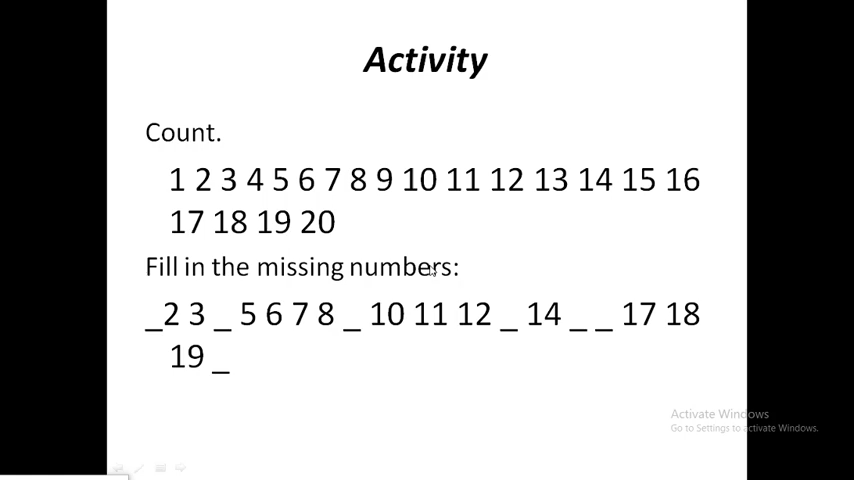 Activity
Count.
1 2 3 4 5 6 7 8 9 10 11 12 13 14 15 16
17 18 19 20
Fill in the missing numbers:
_2 3 _ 5 6 7 8 _ 10 11 12 _ 14 _ _ 17 18
19 _
Activate Windows
Go to Settings to activate Windows.